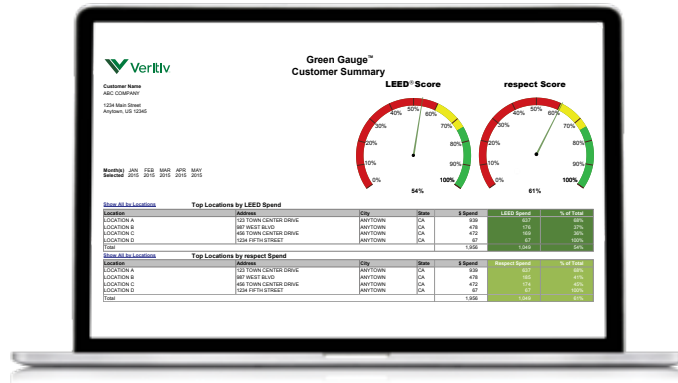 Veritiv
Green Gauge™
Customer Summary
Customer Name
ABC COMPANY
1234 Main Street
Anytown, US 12345
LEED® Score
0% 10% 20% 30% 40% 50% 60% 70% 80% 90% 100%
54%
respect Score
0% 10% 20% 30% 40% 50% 60% 70% 80% 90% 100%
61%
Month(s) JAN FEB MAR APR MAY
Selected 2015 2015 2015 2015 2015
Show All by Locations Top Locations by LEED Spend
Location Address City State $ Spend LEED Spend % of Total
LOCATION A 123 TOWN CENTER DRIVE ANYTOWN CA 939 637 68%
LOCATION B 987 WEST BLVD ANYTOWN CA 478 176 37%
LOCATION C 456 TOWN CENTER DRIVE ANYTOWN CA 472 169 36%
LOCATION D 1234 FIFTH STREET ANYTOWN CA 67 67 100%
Total 1,956 1,049 54%
Show All by Locations Top Locations by respect Spend
Location Address City State $ Spend Respect Spend % of Total
LOCATION A 123 TOWN CENTER DRIVE ANYTOWN CA 939 637 68%
LOCATION B 987 WEST BLVD ANYTOWN CA 478 41%
LOCATION C 456 TOWN CENTER DRIVE ANYTOWN CA 472 174 45%
LOCATION D 1234 FIFTH STREET ANYTOWN CA 67 67 100%
Total 1,956 61%